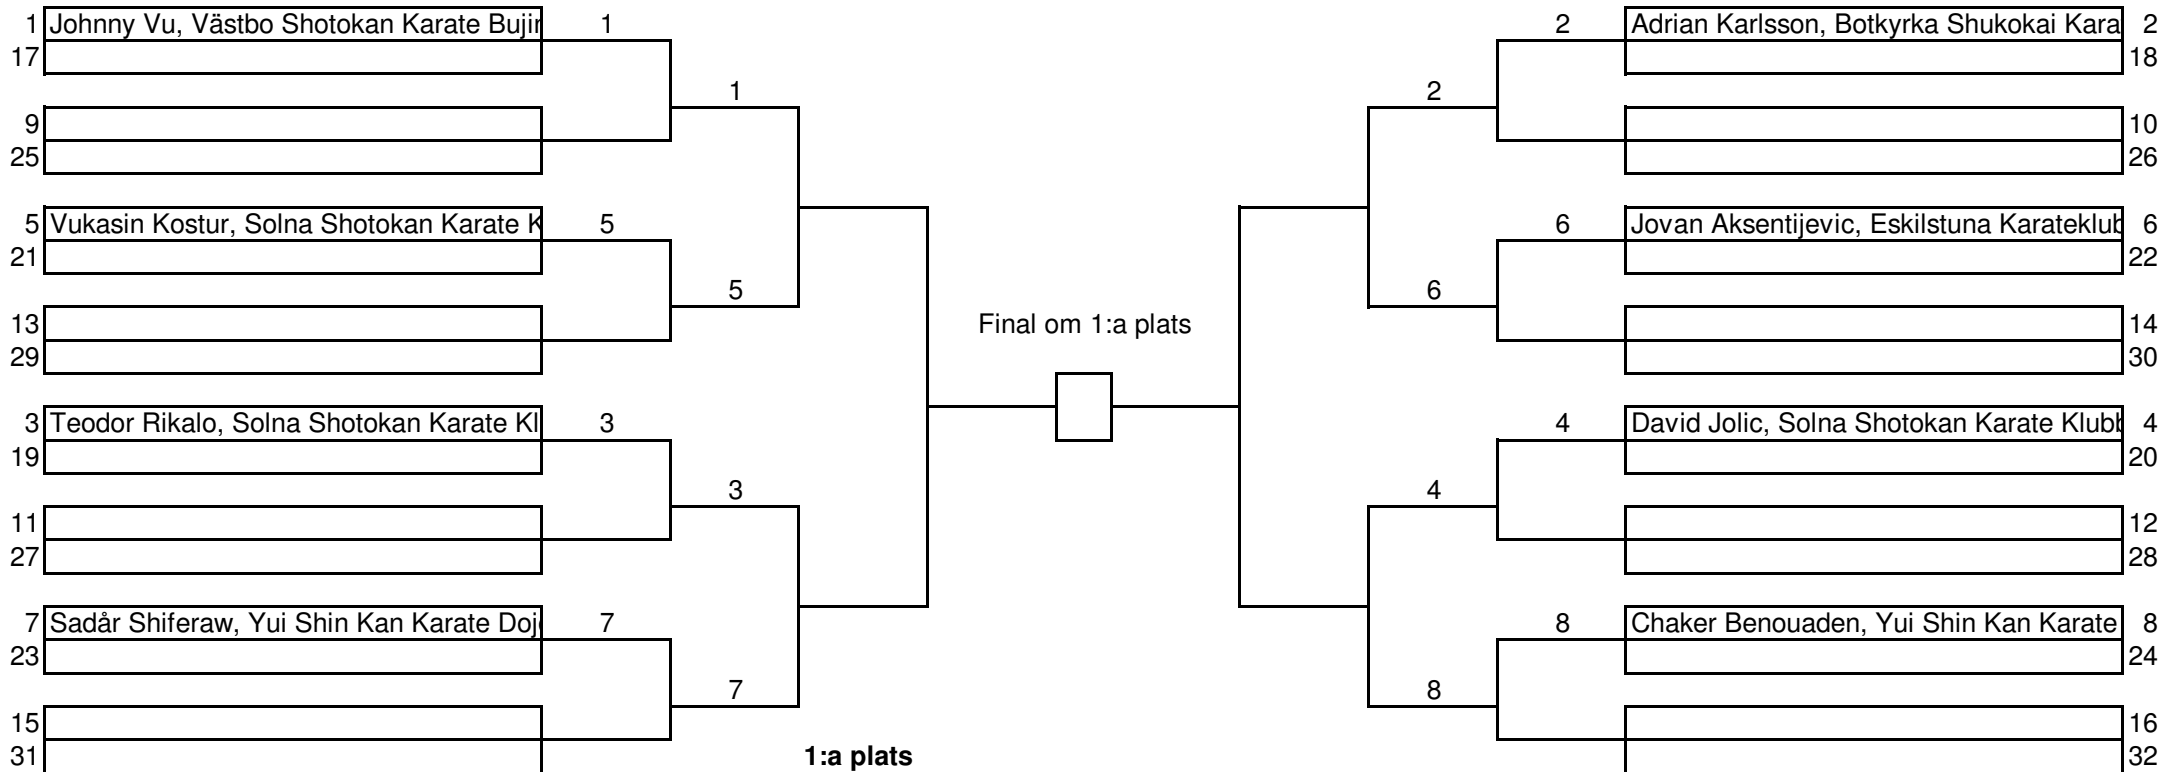 1 Johnny Vu, Västbo Shotokan Karate Bujin 1 2 Adrian Karlsson, Botkyrka Shukokai Kara 2
17 18
1 2
9 10
25 26
5 Vukasin Kostur, Solna Shotokan Karate K 5 6 Jovan Aksentijevic, Eskilstuna Karateklub 6
21 22
5 6
13 Final om 1:a plats 14
29 30
3 Teodor Rikalo, Solna Shotokan Karate Kl 3 4 David Jolic, Solna Shotokan Karate Klubb 4
19 20
3 4
11 12
27 28
7 Sadår Shiferaw, Yui Shin Kan Karate Dojo 7 8 Chaker Benouaden, Yui Shin Kan Karate 8
23 24
7 8
15 16
31 1:a plats 32